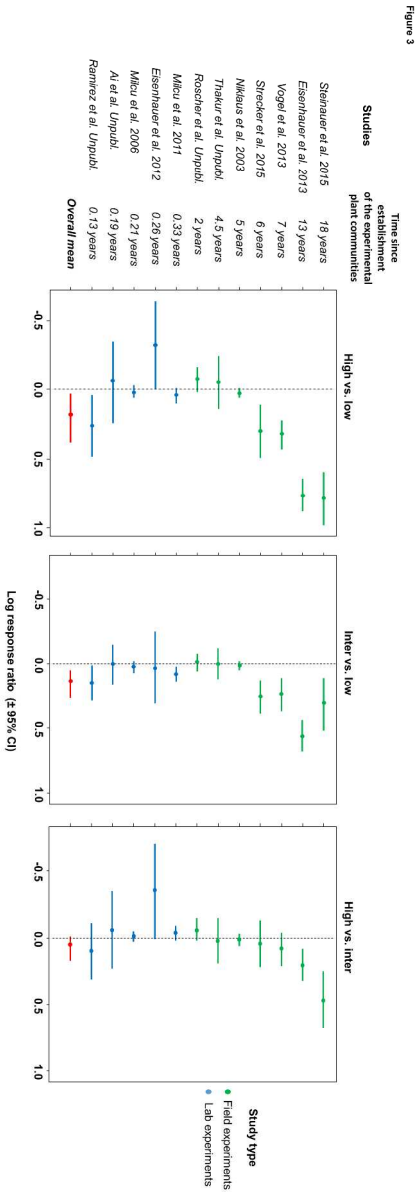 Figure 3
Studies
Time since
establishment
of the experimental
plant communities
High vs. low
Inter vs. low
High vs. inter
Steinauer et al. 2015 18 years
Eisenhauer et al. 2013 13 years
Vogel et al. 2013 7 years
Strecker et al. 2015 6 years
Niklaus et al. 2003 5 years
Thakur et al. Unpubl. 4.5 years
Roscher et al. Unpubl. 2 years
Milcu et al. 2011 0.33 years
Eisenhauer et al. 2012 0.26 years
Milcu et al. 2006 0.21 years
Ai et al. Unpubl. 0.19 years
Ramirez et al. Unpubl. 0.13 years
Overall mean
-0.5 0.0 0.5 1.0
-0.5 0.0 0.5 1.0
-0.5 0.0 0.5 1.0
Log response ratio (± 95% CI)
Study type
Field experiments
Lab experiments